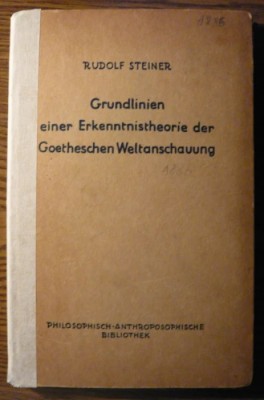 RUDOLF STEINER
Grundlinien
einer Erkenntnistheorie der
Goetheschen Weltanschauung
PHILOSOPHISCH-ANTHROPOSOPHISCHE
BIBLIOTHEK